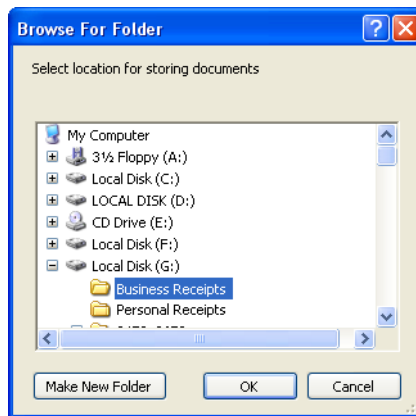 Browse For Folder
Select location for storing documents
My Computer
3½ Floppy (A:)
Local Disk (C:)
LOCAL DISK (D:)
CD Drive (E:)
Local Disk (F:)
Local Disk (G:)
Business Receipts
Personal Receipts
Make New Folder OK Cancel